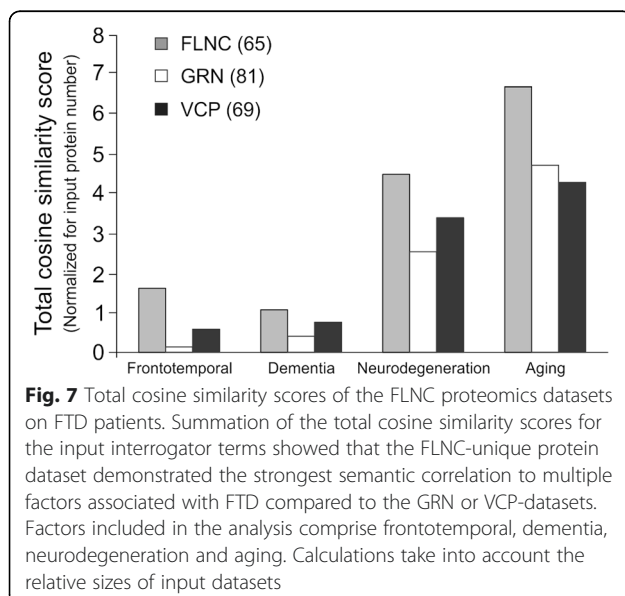 Total cosine similarity score
(Normalized for input protein number)
8
7
6
5
4
3
2
1
0
FLNC (65)
GRN (81)
VCP (69)
Frontotemporal
Dementia
Neurodegeneration
Aging
Fig. 7 Total cosine similarity scores of the FLNC proteomics datasets
on FTD patients. Summation of the total cosine similarity scores for
the input interrogator terms showed that the FLNC-unique protein
dataset demonstrated the strongest semantic correlation to multiple
factors associated with FTD compared to the GRN or VCP-datasets.
Factors included in the analysis comprise frontotemporal, dementia,
neurodegeneration and aging. Calculations take into account the
relative sizes of input datasets